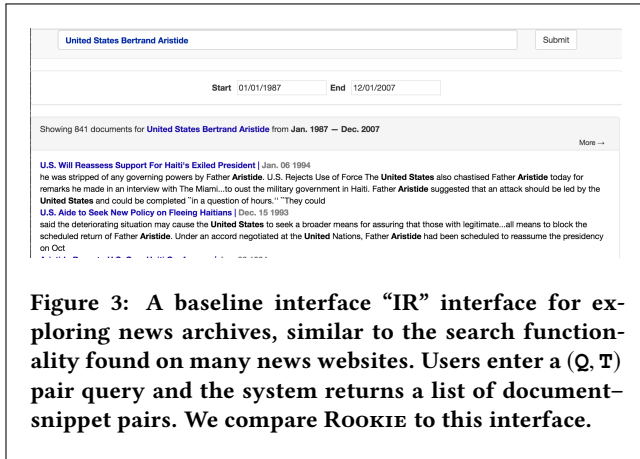 United States Bertrand Aristide
Submit
Start 01/01/1987 End 12/01/2007
Showing 841 documents for United States Bertrand Aristide from Jan. 1987 — Dec. 2007
More →
U.S. Will Reassess Support For Haiti's Exiled President | Jan. 06 1994
he was stripped of any governing powers by Father Aristide. U.S. Rejects Use of Force The United States also chastised Father Aristide today for
remarks he made in an interview with The Miami...to oust the military government in Haiti. Father Aristide suggested that an attack should be led by the
United States and could be completed ``in a question of hours.'' ``They could
U.S. Aide to Seek New Policy on Fleeing Haitians | Dec. 15 1993
said the deteriorating situation may cause the United States to seek a broader means for assuring that those with legitimate...all means to block the
scheduled return of Father Aristide. Under an accord negotiated at the United Nations, Father Aristide had been scheduled to reassume the presidency
on Oct
Figure 3: A baseline interface “IR” interface for ex-
ploring news archives, similar to the search function-
ality found on many news websites. Users enter a (Q, T)
pair query and the system returns a list of document–
snippet pairs. We compare ROOKIE to this interface.